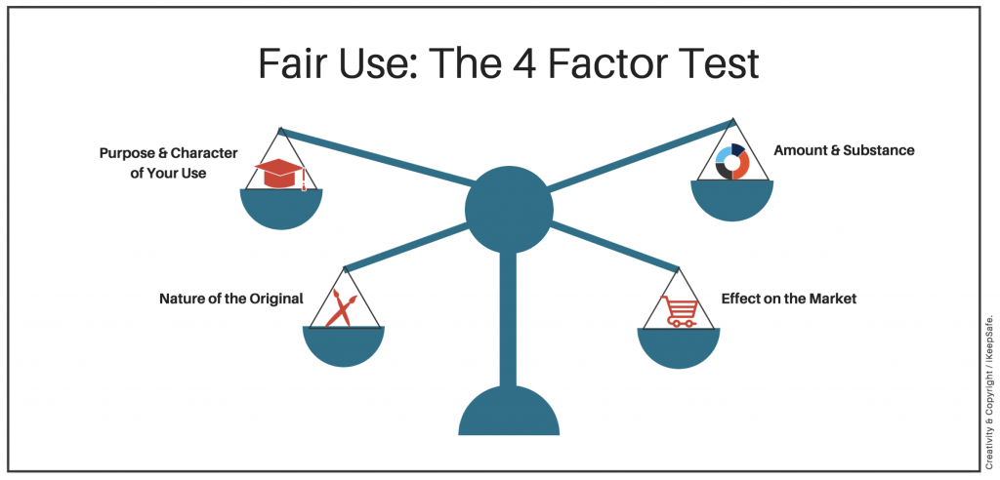 Fair Use: The 4 Factor Test
Purpose & Character
of Your Use
Amount & Substance
Nature of the Original
Effect on the Market
Creativity & Copyright / iKeepSafe.